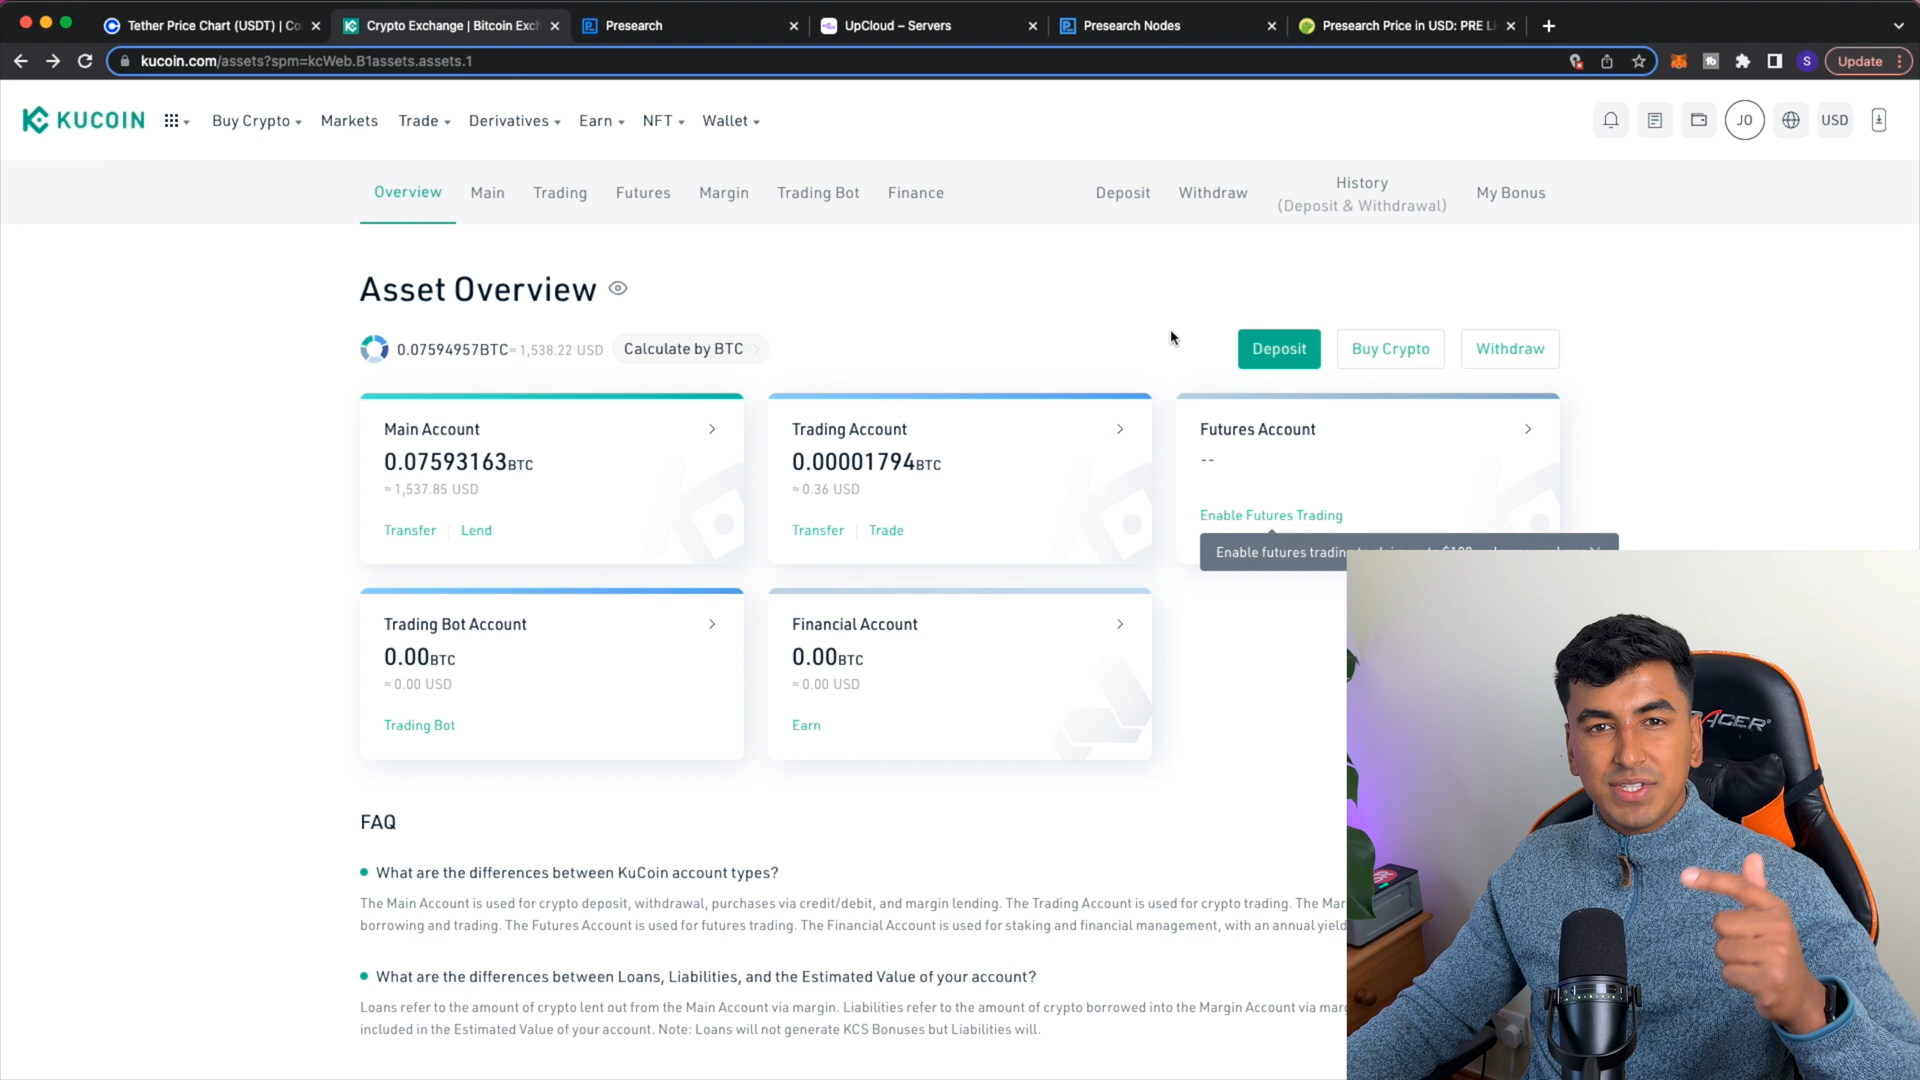 Tether Price Chart (USDT) | Co
Crypto Exchange | Bitcoin Exch
Presearch
UpCloud – Servers
Presearch Nodes
Presearch Price in USD: PRE Li
kucoin.com/assets?spm=kcWeb.B1assets.assets.1
S
Update
KUCOIN
Buy Crypto
Markets
Trade
Derivatives
Earn
NFT
Wallet
JO
USD
Overview
Main
Trading
Futures
Margin
Trading Bot
Finance
Deposit
Withdraw
History
(Deposit & Withdrawal)
My Bonus
Asset Overview
0.07594957BTC≈ 1,538.22 USD
Calculate by BTC
Deposit
Buy Crypto
Withdraw
Main Account
0.07593163BTC
≈ 1,537.85 USD
Transfer
Lend
Trading Account
0.00001794BTC
≈ 0.36 USD
Transfer
Trade
Futures Account
--
Enable Futures Trading
Enable futures trading
Trading Bot Account
0.00BTC
≈ 0.00 USD
Trading Bot
Financial Account
0.00BTC
≈ 0.00 USD
Earn
FAQ
What are the differences between KuCoin account types?
The Main Account is used for crypto deposit, withdrawal, purchases via credit/debit, and margin lending. The Trading Account is used for crypto trading. The Mar
borrowing and trading. The Futures Account is used for futures trading. The Financial Account is used for staking and financial management, with an annual yield
What are the differences between Loans, Liabilities, and the Estimated Value of your account?
Loans refer to the amount of crypto lent out from the Main Account via margin. Liabilities refer to the amount of crypto borrowed into the Margin Account via marg
included in the Estimated Value of your account. Note: Loans will not generate KCS Bonuses but Liabilities will.